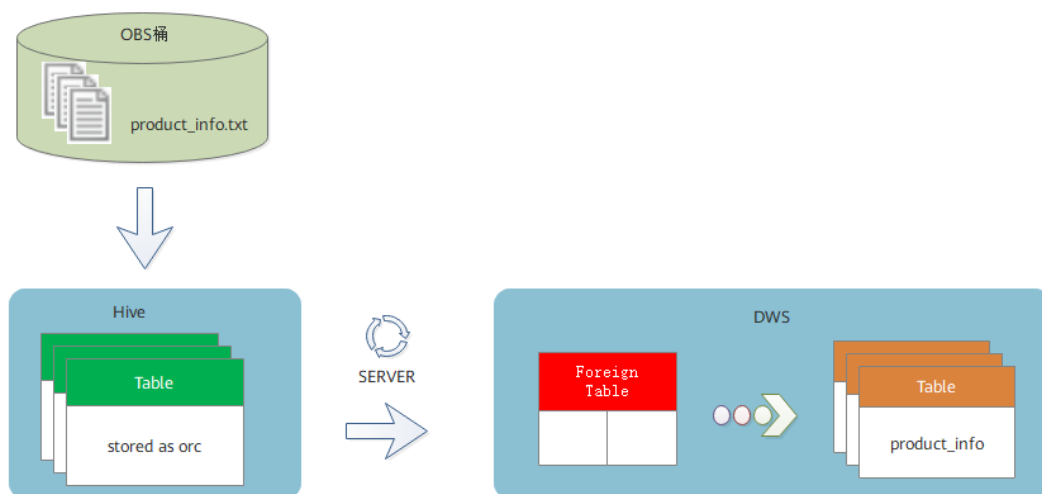 OBS桶
product_info.txt
Hive
Table
stored as orc
SERVER
DWS
Foreign
Table
Table
product_info